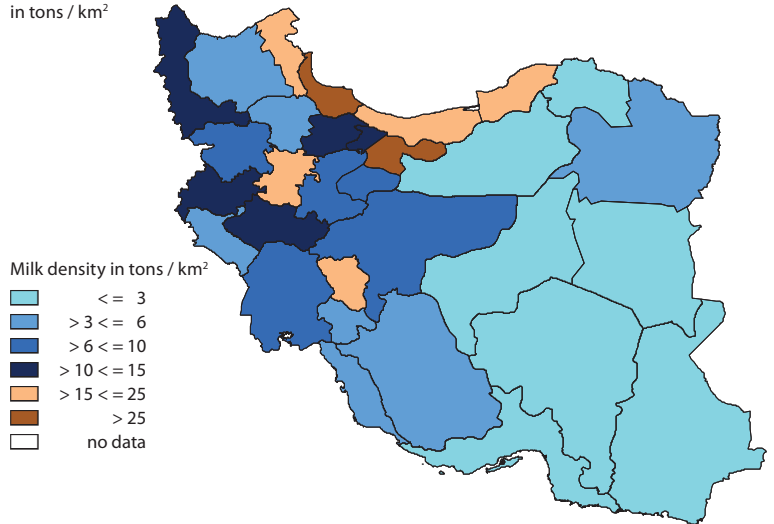 in tons / km²
Milk density in tons / km²
<= 3
> 3 <= 6
> 6 <= 10
> 10 <= 15
> 15 <= 25
> 25
no data